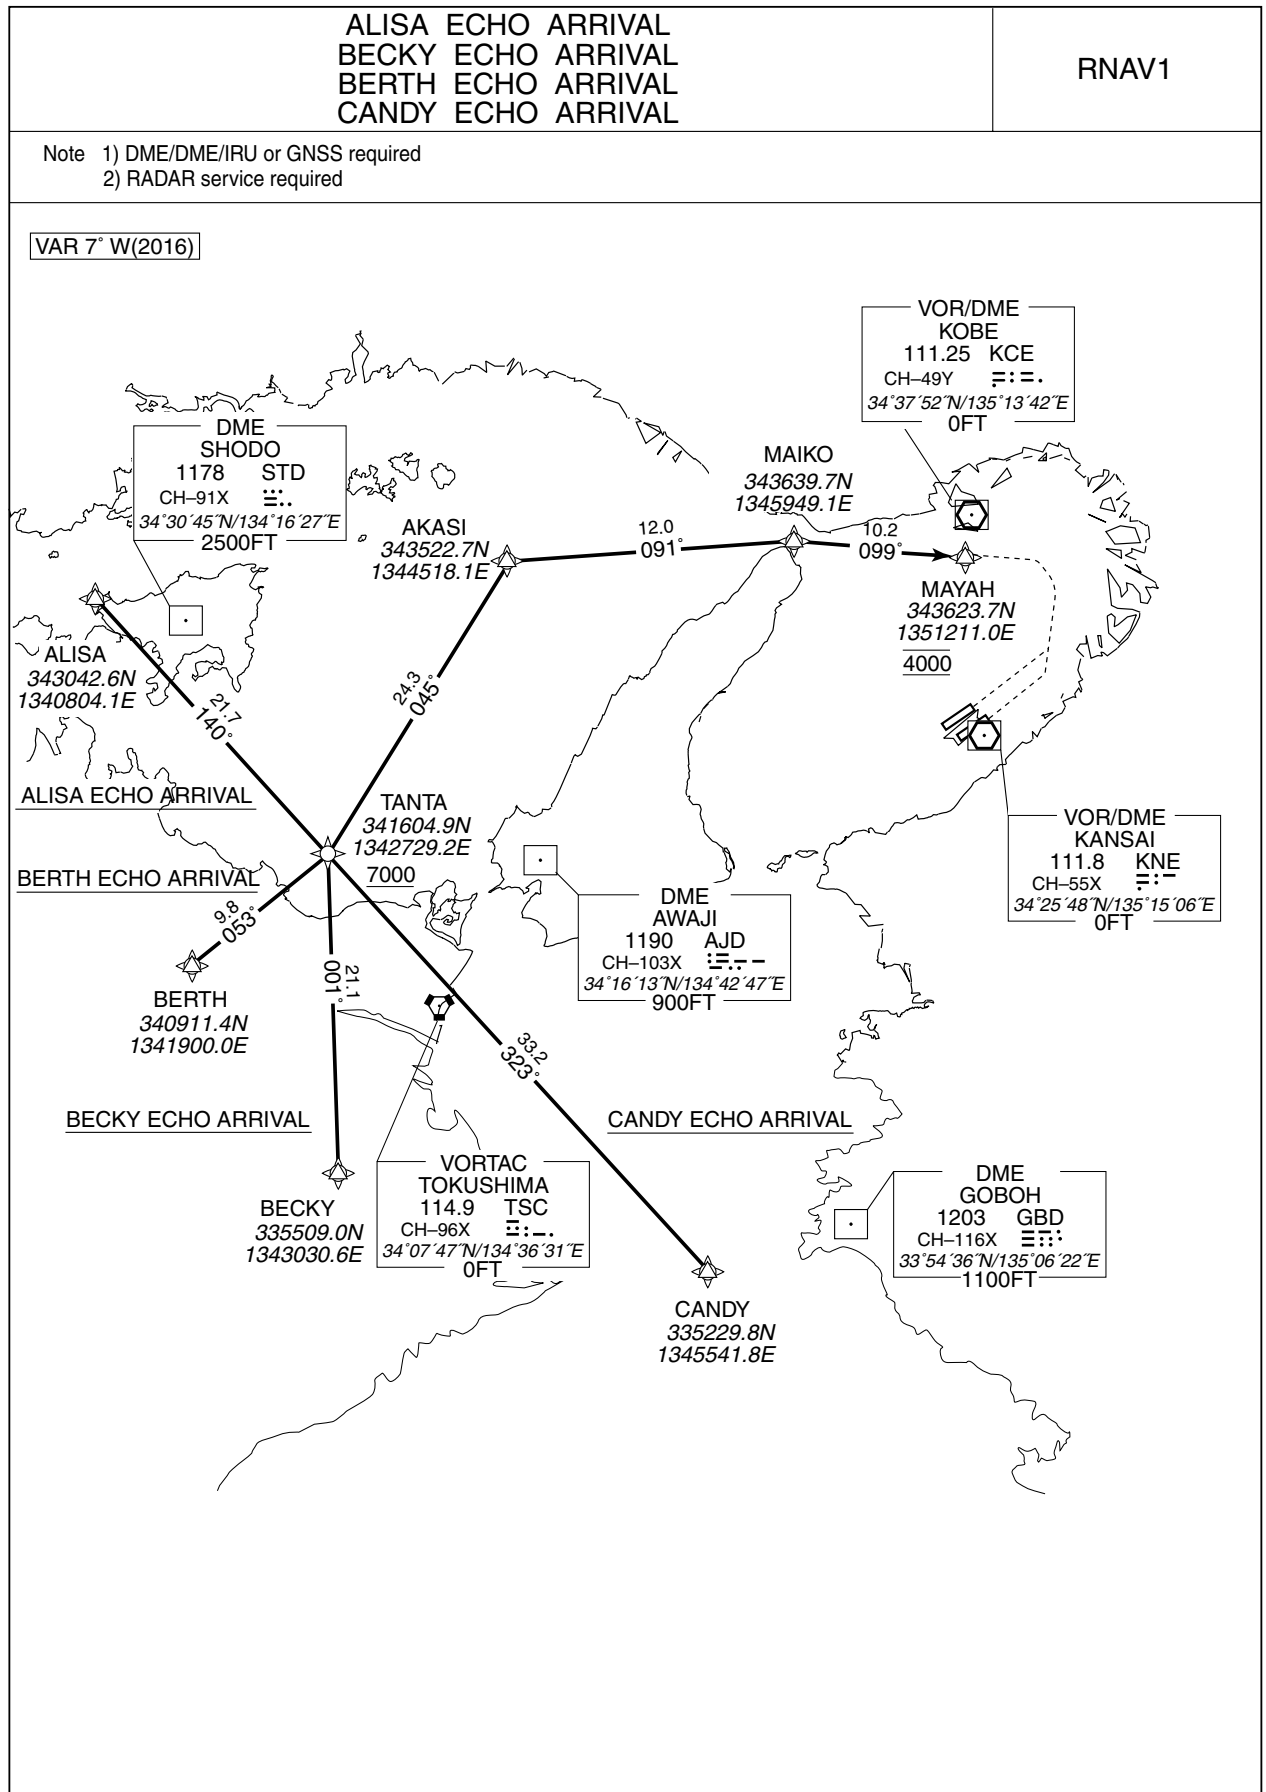 ALISA ECHO ARRIVAL
BECKY ECHO ARRIVAL
BERTH ECHO ARRIVAL
CANDY ECHO ARRIVAL
RNAV1
Note 1) DME/DME/IRU or GNSS required
2) RADAR service required
VAR 7° W(2016)
VOR/DME
KOBE
111.25 KCE
CH–49Y
34°37´52˝N/135°13´42˝E
0FT
DME
SHODO
1178 STD
CH–91X
34°30´45˝N/134°16´27˝E
2500FT
MAIKO
343639.7N
1345949.1E
AKASI
343522.7N
1344518.1E
12.0
091°
10.2
099°
MAYAH
343623.7N
1351211.0E
4000
ALISA
343042.6N
1340804.1E
21.7
140°
24.3
045°
ALISA ECHO ARRIVAL
TANTA
341604.9N
1342729.2E
7000
VOR/DME
KANSAI
111.8 KNE
CH–55X
34°25´48˝N/135°15´06˝E
0FT
BERTH ECHO ARRIVAL
9.8
053°
DME
AWAJI
1190 AJD
CH–103X
34°16´13˝N/134°42´47˝E
900FT
BERTH
340911.4N
1341900.0E
21.1
001°
33.2
323°
BECKY ECHO ARRIVAL
CANDY ECHO ARRIVAL
VORTAC
TOKUSHIMA
114.9 TSC
CH–96X
34°07´47˝N/134°36´31˝E
0FT
DME
GOBOH
1203 GBD
CH–116X
33°54´36˝N/135°06´22˝E
1100FT
BECKY
335509.0N
1343030.6E
CANDY
335229.8N
1345541.8E